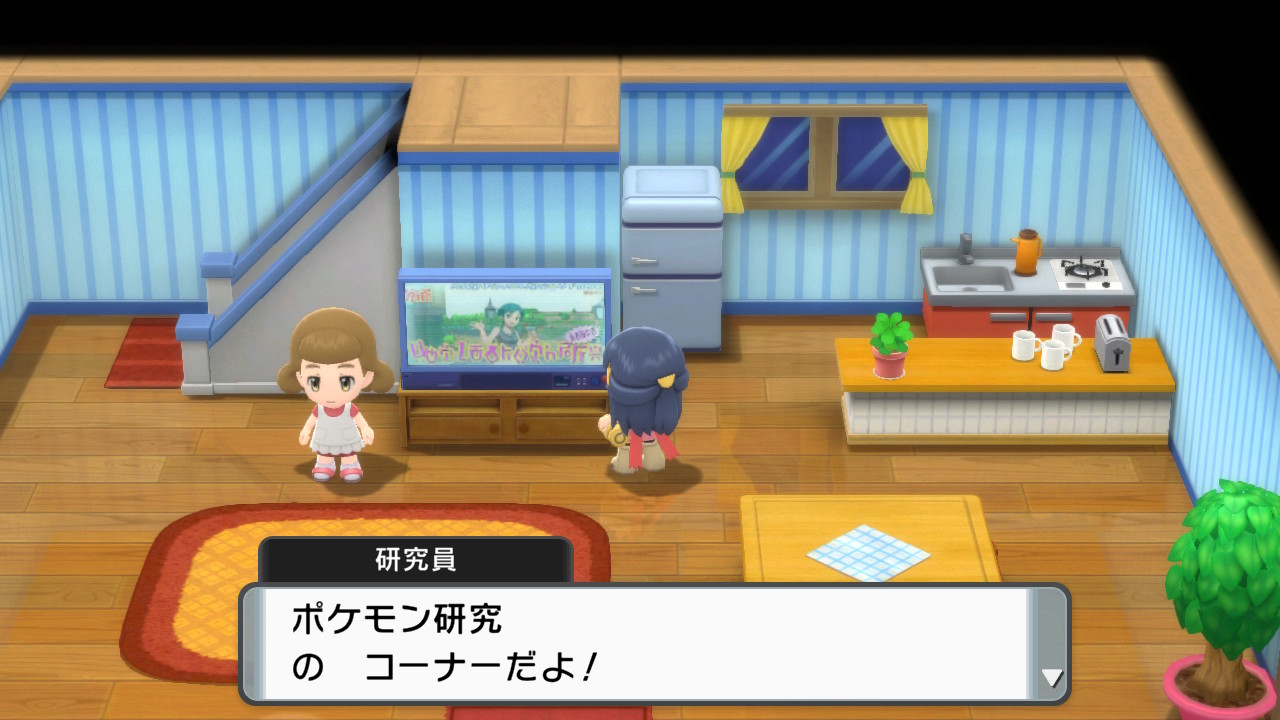 研究員
ポケモン研究
の　コーナーだよ！